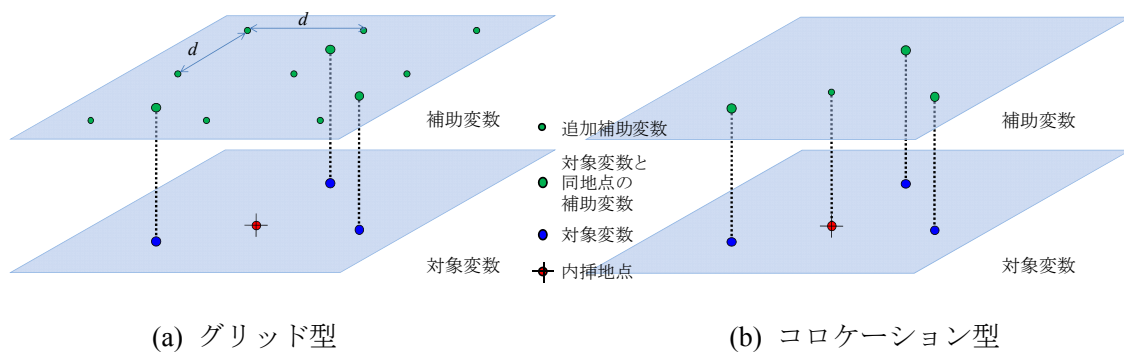 d
d
補助変数
対象変数
追加補助変数
対象変数と
同地点の
補助変数
対象変数
内挿地点
補助変数
対象変数
(a) グリッド型
(b) コロケーション型